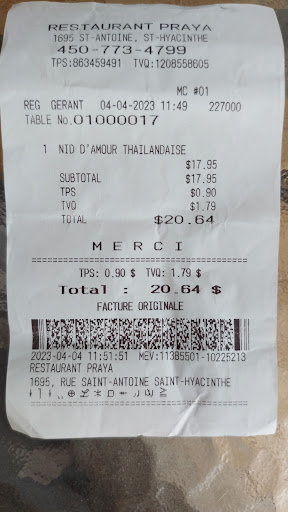 RESTAURANT PRAYA
1695 ST-ANTOINE, ST-HYACINTHE
450-773-4799
TPS:863459491 TVQ:1208558605
MC #01
REG GERANT 04-04-2023 11:49 227000
TABLE No.01000017
1 NID D'AMOUR THAILANDAISE
$17.95
SUBTOTAL $17.95
TPS $0.90
TVQ $1.79
TOTAL $20.64
MERCI
TPS: 0.90 $ TVQ: 1.79 $
Total : 20.64 $
FACTURE ORIGINALE
2023-04-04 11:51:51 MEV:11385501-10225213
RESTAURANT PRAYA
1695, RUE SAINT-ANTOINE SAINT-HYACINTHE